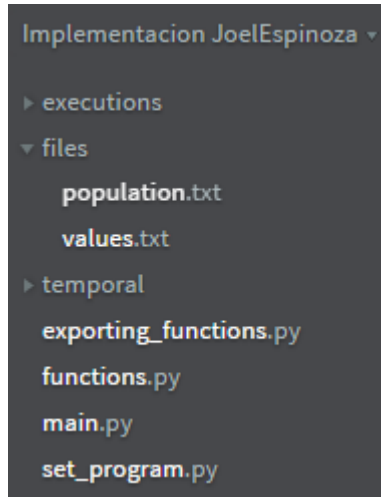 Implementacion JoelEspinoza
executions
files
population.txt
values.txt
temporal
exporting_functions.py
functions.py
main.py
set_program.py